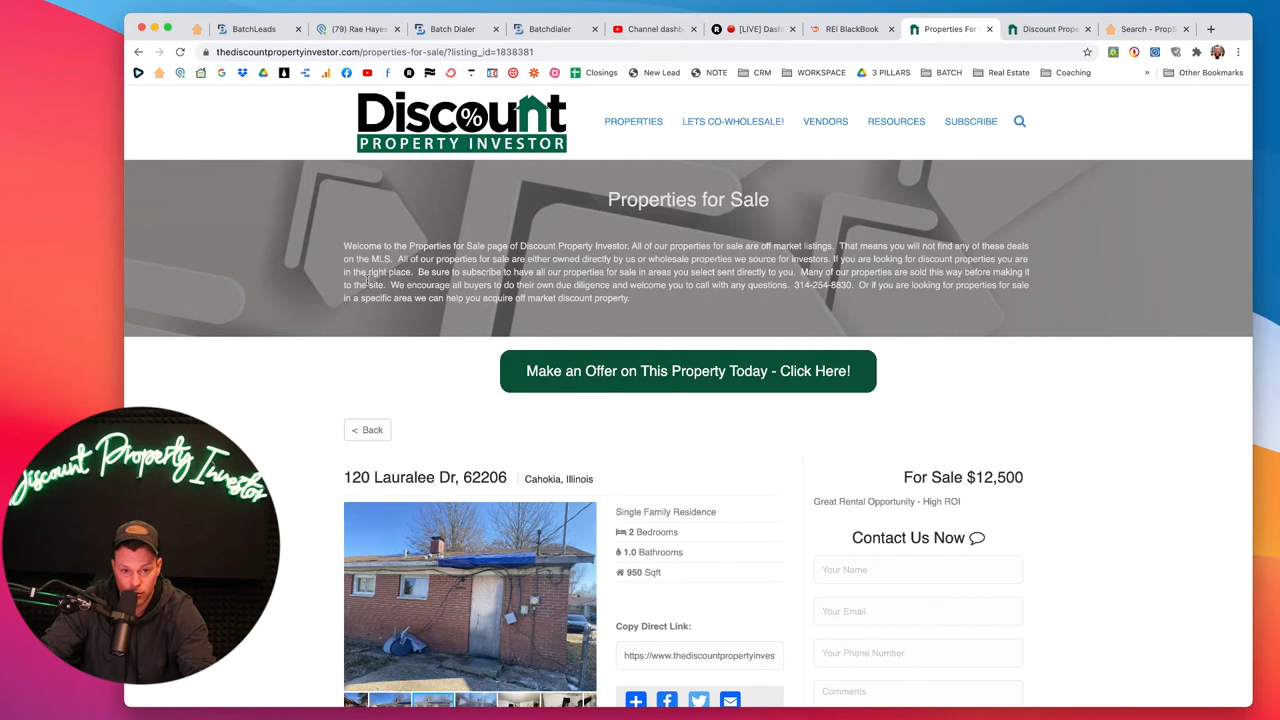 BatchLeads
(79) Rae Hayes
Batch Dialer
Batchdialer
Channel dashb
[LIVE] Dash
REI BlackBook
Properties For
Discount Prope
Search - PropS
thediscountpropertyinvestor.com/properties-for-sale/?listing_id=1838381
Closings
New Lead
NOTE
CRM
WORKSPACE
3 PILLARS
BATCH
Real Estate
Coaching
Other Bookmarks
Discount
PROPERTY INVESTOR
PROPERTIES
LETS CO-WHOLESALE!
VENDORS
RESOURCES
SUBSCRIBE
Properties for Sale
Welcome to the Properties for Sale page of Discount Property Investor. All of our properties for sale are off market listings. That means you will not find any of these deals
on the MLS. All of our properties for sale are either owned directly by us or wholesale properties we source for investors. If you are looking for discount properties you are
in the right place. Be sure to subscribe to have all our properties for sale in areas you select sent directly to you. Many of our properties are sold this way before making it
to the site. We encourage all buyers to do their own due diligence and welcome you to call with any questions. 314-254-8830. Or if you are looking for properties for sale
in a specific area we can help you acquire off market discount property.
Make an Offer on This Property Today - Click Here!
< Back
120 Lauralee Dr, 62206
Cahokia, Illinois
For Sale $12,500
Great Rental Opportunity - High ROI
Single Family Residence
2 Bedrooms
1.0 Bathrooms
950 Sqft
Contact Us Now
Your Name
Your Email
Copy Direct Link:
https://www.thediscountpropertyinves
Your Phone Number
Comments
Discount Property Investor